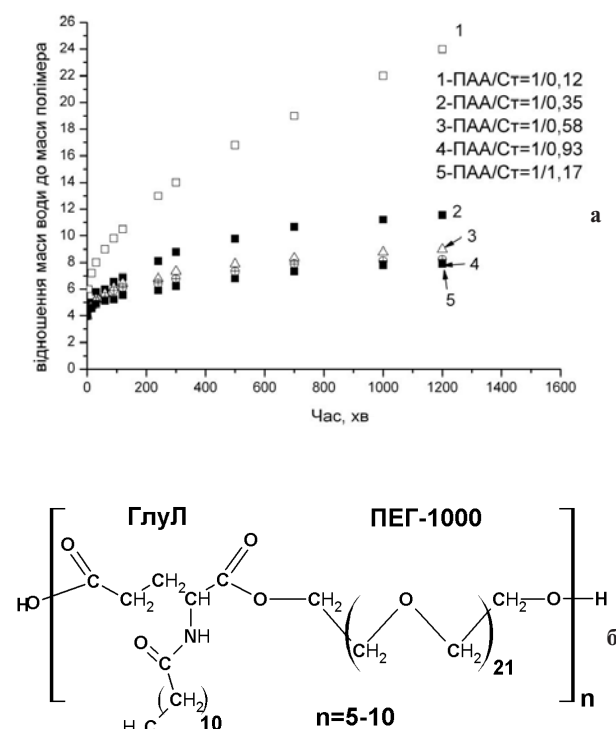 26
24
22
20
18
16
14
12
10
8
6
4
2
0
відношення маси води до маси полімера
0 200 400 600 800 1000 1200 1400 1600
Час, хв
1
1-ПАА/Ст=1/0,12
2-ПАА/Ст=1/0,35
3-ПАА/Ст=1/0,58
4-ПАА/Ст=1/0,93
5-ПАА/Ст=1/1,17
2
3
4
5
а
ГлуЛ ПЕГ-1000
O O
HO C CH2 CH2 CH C O CH2 O CH2 CH2 O H
21
n
NH
O C
(CH2)10
H3C
n=5-10
б